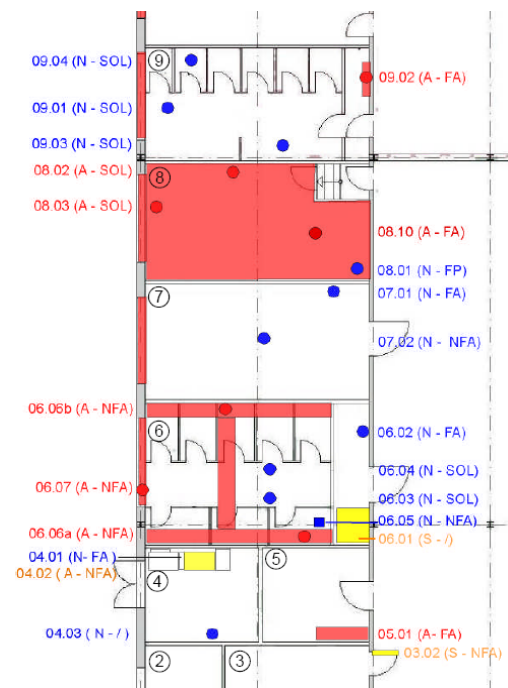 09.04 (N - SOL)
9
09.02 (A - FA)
09.01 (N - SOL)
09.03 (N - SOL)
08.02 (A - SOL)
8
08.03 (A - SOL)
08.10 (A - FA)
08.01 (N - FP)
7
07.01 (N - FA)
07.02 (N - NFA)
06.06b (A - NFA)
6
06.02 (N - FA)
06.04 (N - SOL)
06.07 (A - NFA)
06.03 (N - SOL)
06.05 (N - NFA)
06.06a (A - NFA)
06.01 (S - /)
04.01 (N- FA)
5
04.02 (A - NFA)
4
04.03 (N - /)
05.01 (A - FA)
03.02 (S - NFA)
2
3